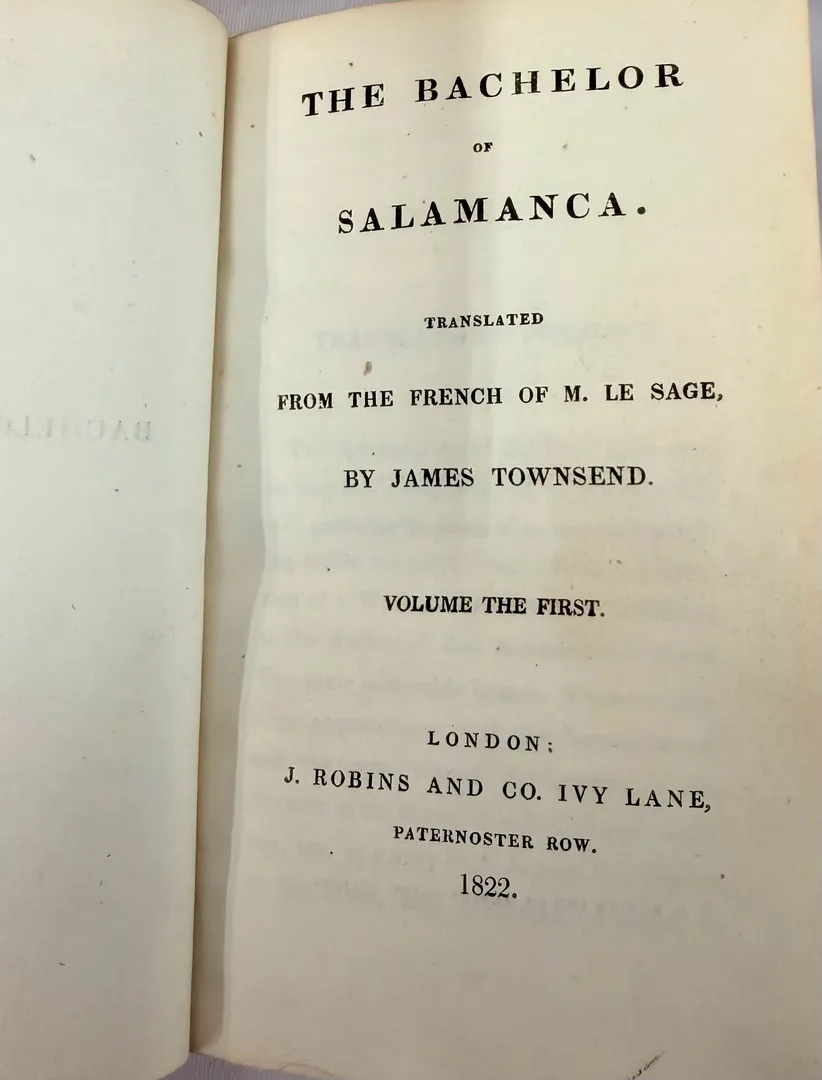 THE BACHELOR
OF
SALAMANCA.
TRANSLATED
FROM THE FRENCH OF M. LE SAGE,
BY JAMES TOWNSEND.
VOLUME THE FIRST.
LONDON:
J. ROBINS AND CO. IVY LANE,
PATERNOSTER ROW.
1822.